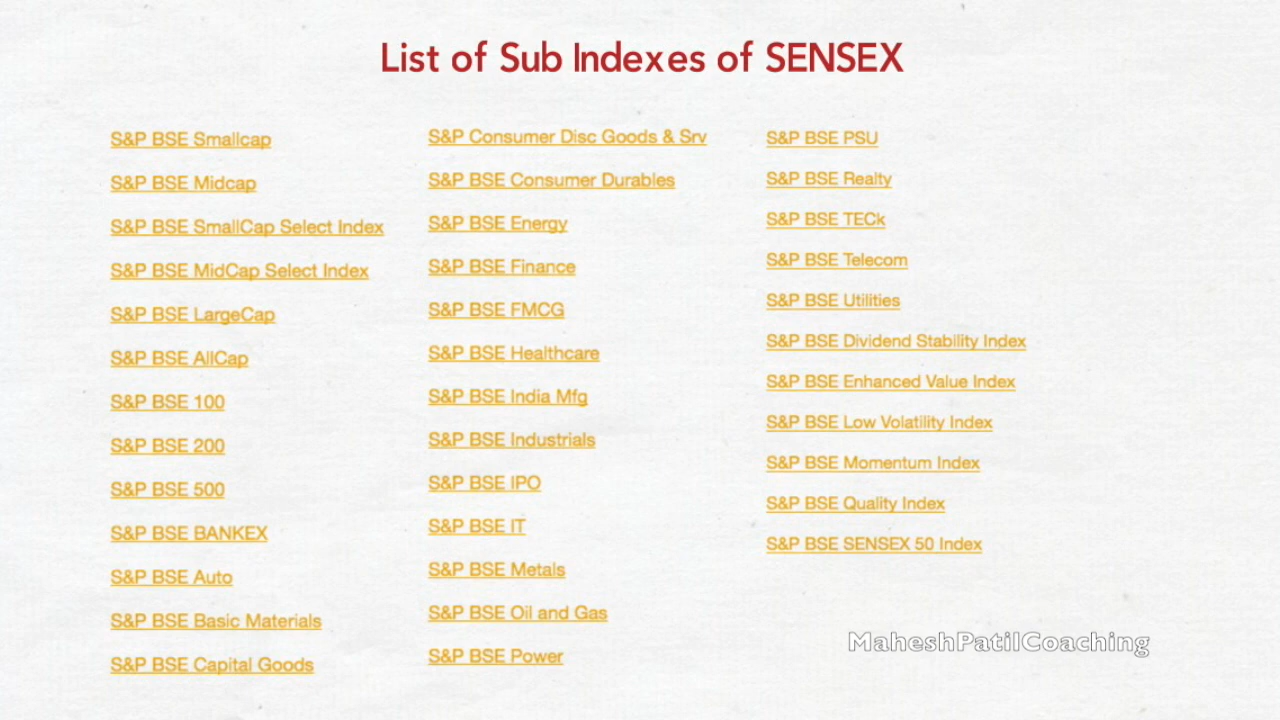 List of Sub Indexes of SENSEX
S&P BSE Smallcap
S&P BSE Midcap
S&P BSE SmallCap Select Index
S&P BSE MidCap Select Index
S&P BSE LargeCap
S&P BSE AllCap
S&P BSE 100
S&P BSE 200
S&P BSE 500
S&P BSE BANKEX
S&P BSE Auto
S&P BSE Basic Materials
S&P BSE Capital Goods
S&P Consumer Disc Goods & Srv
S&P BSE Consumer Durables
S&P BSE Energy
S&P BSE Finance
S&P BSE FMCG
S&P BSE Healthcare
S&P BSE India Mfg
S&P BSE Industrials
S&P BSE IPO
S&P BSE IT
S&P BSE Metals
S&P BSE Oil and Gas
S&P BSE Power
S&P BSE PSU
S&P BSE Realty
S&P BSE TECk
S&P BSE Telecom
S&P BSE Utilities
S&P BSE Dividend Stability Index
S&P BSE Enhanced Value Index
S&P BSE Low Volatility Index
S&P BSE Momentum Index
S&P BSE Quality Index
S&P BSE SENSEX 50 Index
MaheshPatilCoaching